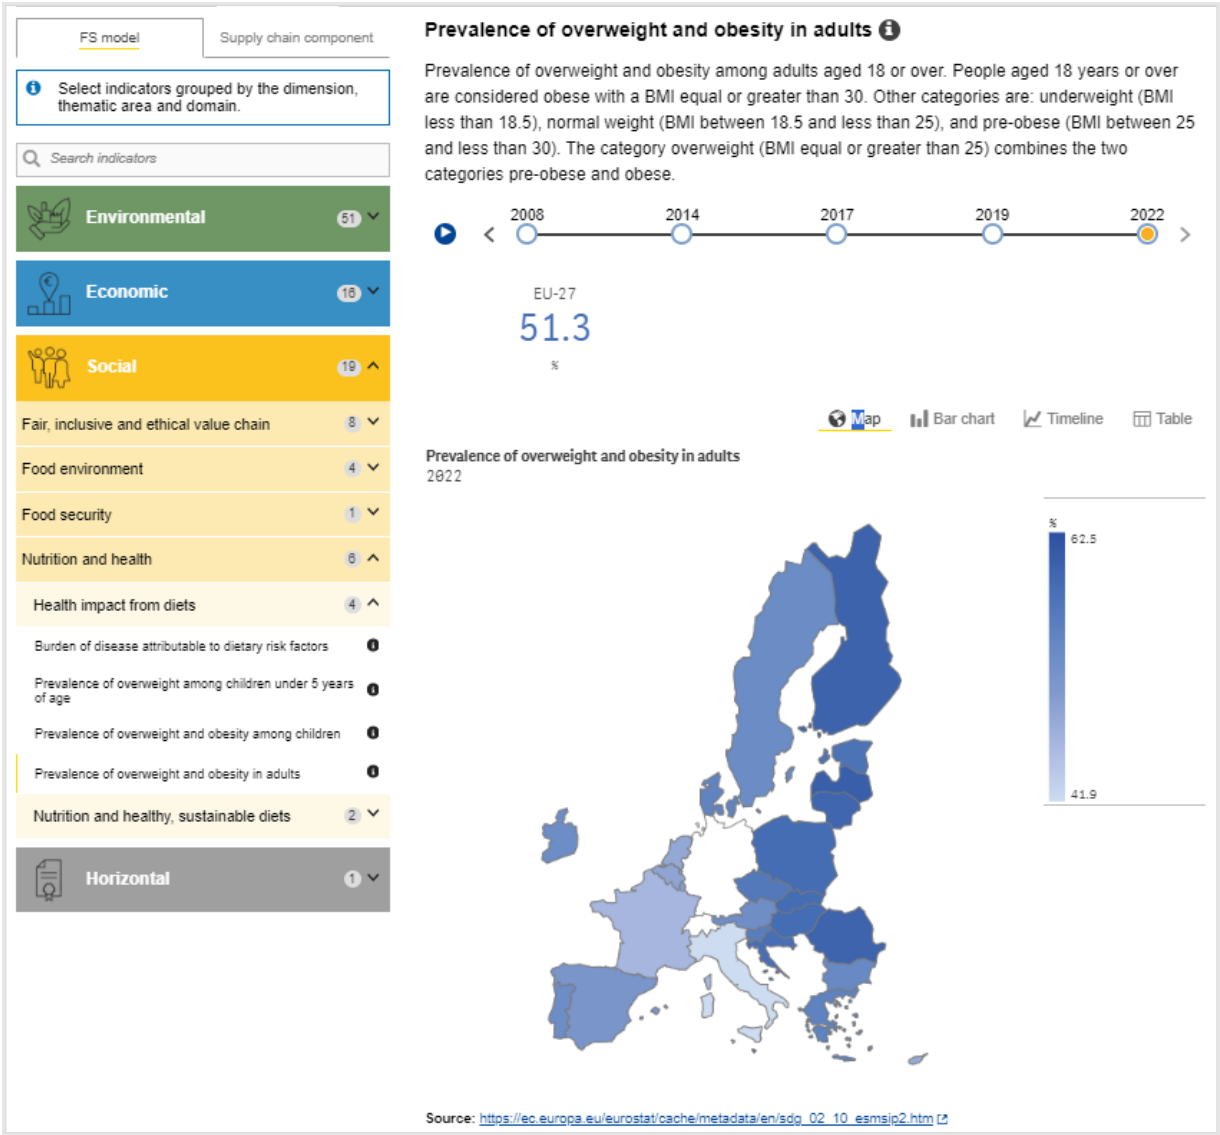 FS model
Supply chain component
Select indicators grouped by the dimension,
thematic area and domain.
Search indicators
Environmental 51
Economic 16
Social 19
Fair, inclusive and ethical value chain 8
Food environment 4
Food security 1
Nutrition and health 6
Health impact from diets 4
Burden of disease attributable to dietary risk factors
Prevalence of overweight among children under 5 years
of age
Prevalence of overweight and obesity among children
Prevalence of overweight and obesity in adults
Nutrition and healthy, sustainable diets 2
Horizontal 1
Prevalence of overweight and obesity in adults
Prevalence of overweight and obesity among adults aged 18 or over. People aged 18 years or over
are considered obese with a BMI equal or greater than 30. Other categories are: underweight (BMI
less than 18.5), normal weight (BMI between 18.5 and less than 25), and pre-obese (BMI between 25
and less than 30). The category overweight (BMI equal or greater than 25) combines the two
categories pre-obese and obese.
2008 2014 2017 2019 2022
EU-27
51.3
%
Map Bar chart Timeline Table
Prevalence of overweight and obesity in adults
2022
%
62.5
41.9
Source: https://ec.europa.eu/eurostat/cache/metadata/en/sdg_02_10_esmsip2.htm